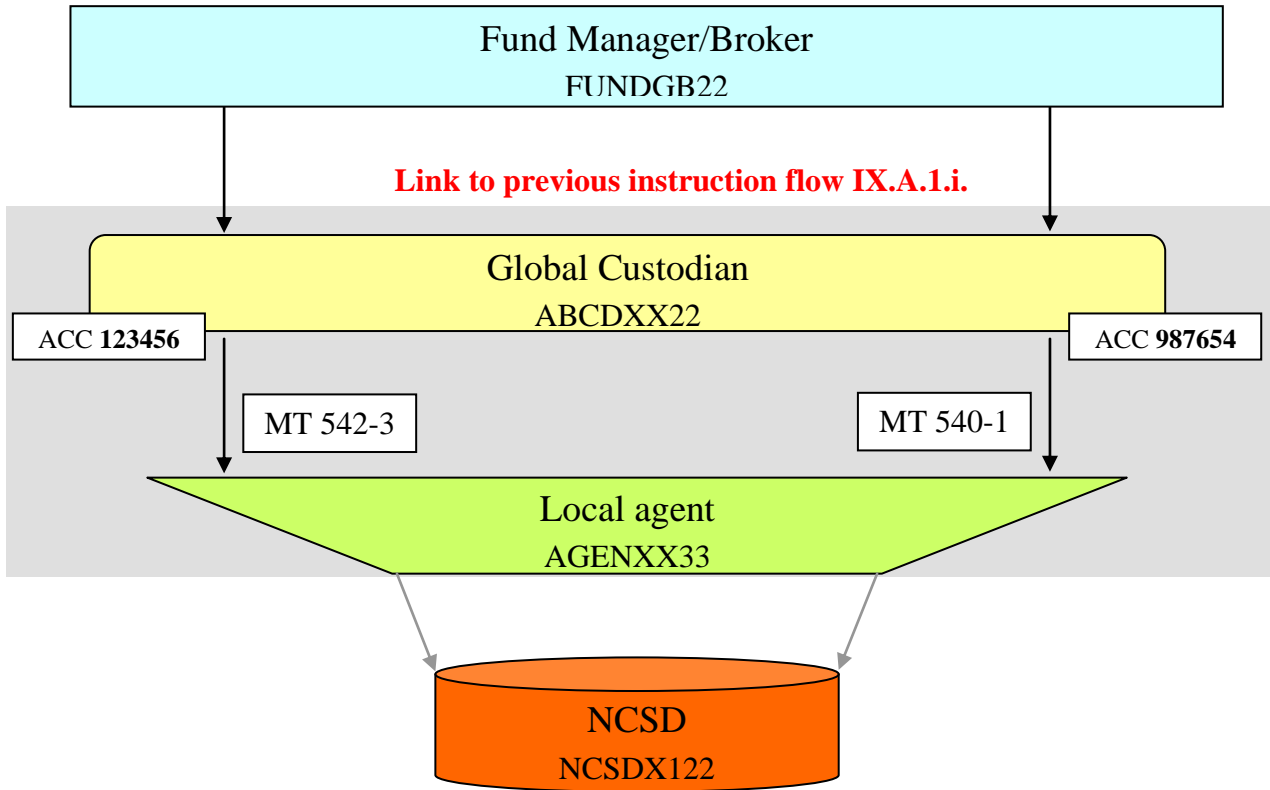 Fund Manager/Broker
FUNDGB22
Link to previous instruction flow IX.A.1.i.
Global Custodian
ABCDXX22
ACC 123456
ACC 987654
MT 542-3
MT 540-1
Local agent
AGENXX33
NCSD
NCSDX122